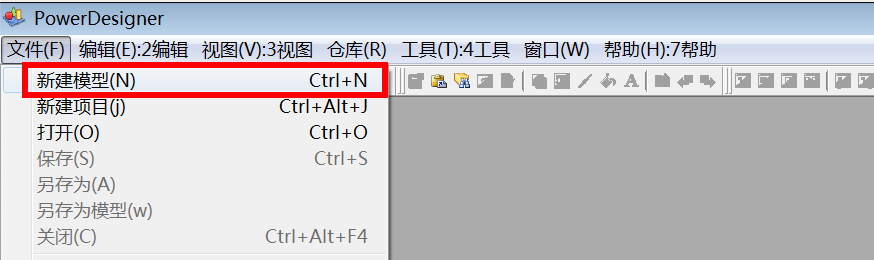 PowerDesigner
文件(F) 编辑(E):2编辑 视图(V):3视图 仓库(R) 工具(T):4工具 窗口(W) 帮助(H):7帮助
新建模型(N) Ctrl+N
新建项目(j) Ctrl+Alt+J
打开(O) Ctrl+O
保存(S) Ctrl+S
另存为(A)
另存为模型(w)
关闭(C) Ctrl+Alt+F4